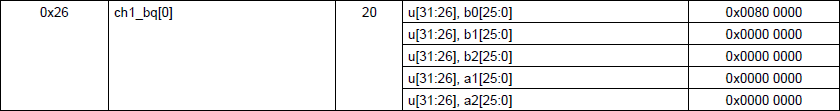 0x26 ch1_bq[0] 20 u[31:26], b0[25:0] 0x0080 0000
u[31:26], b1[25:0] 0x0000 0000
u[31:26], b2[25:0] 0x0000 0000
u[31:26], a1[25:0] 0x0000 0000
u[31:26], a2[25:0] 0x0000 0000